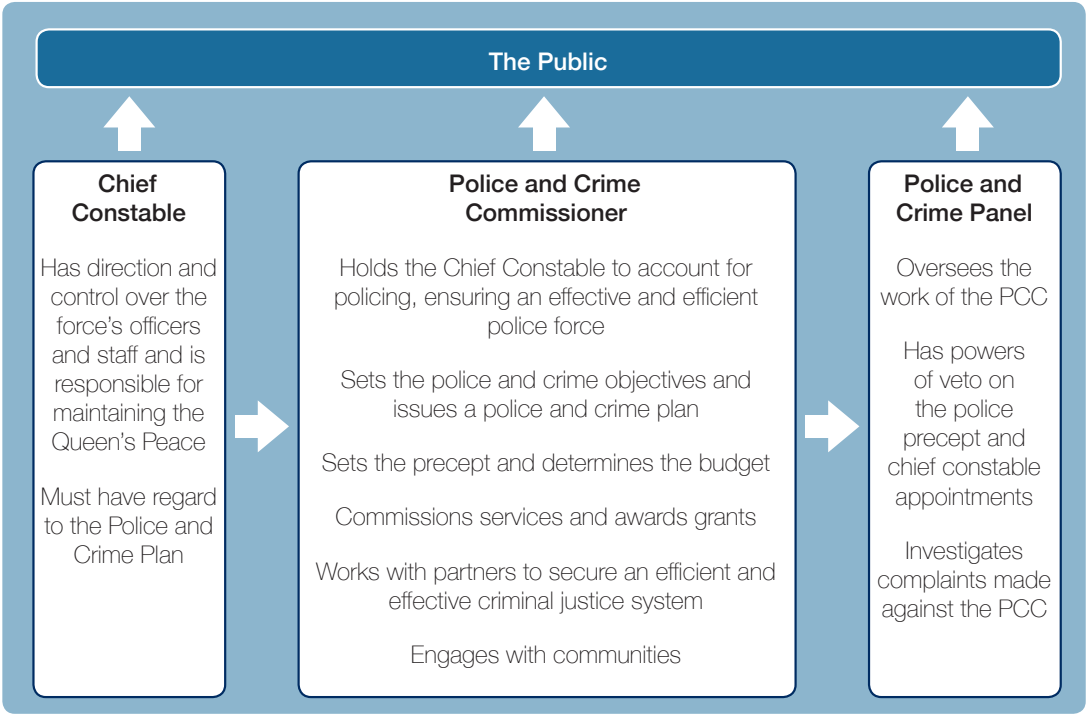 The Public
Chief
Constable
Has direction and
control over the
force’s officers
and staff and is
responsible for
maintaining the
Queen’s Peace
Must have regard
to the Police and
Crime Plan
Police and Crime
Commissioner
Holds the Chief Constable to account for
policing, ensuring an effective and efficient
police force
Sets the police and crime objectives and
issues a police and crime plan
Sets the precept and determines the budget
Commissions services and awards grants
Works with partners to secure an efficient and
effective criminal justice system
Engages with communities
Police and
Crime Panel
Oversees the
work of the PCC
Has powers
of veto on
the police
precept and
chief constable
appointments
Investigates
complaints made
against the PCC